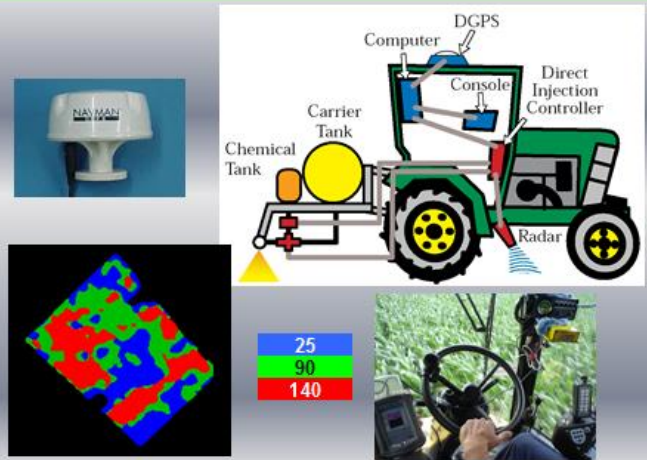 NAVMAN
DGPS
Computer
Console
Direct
Injection
Controller
Carrier
Tank
Chemical
Tank
Radar
25
90
140